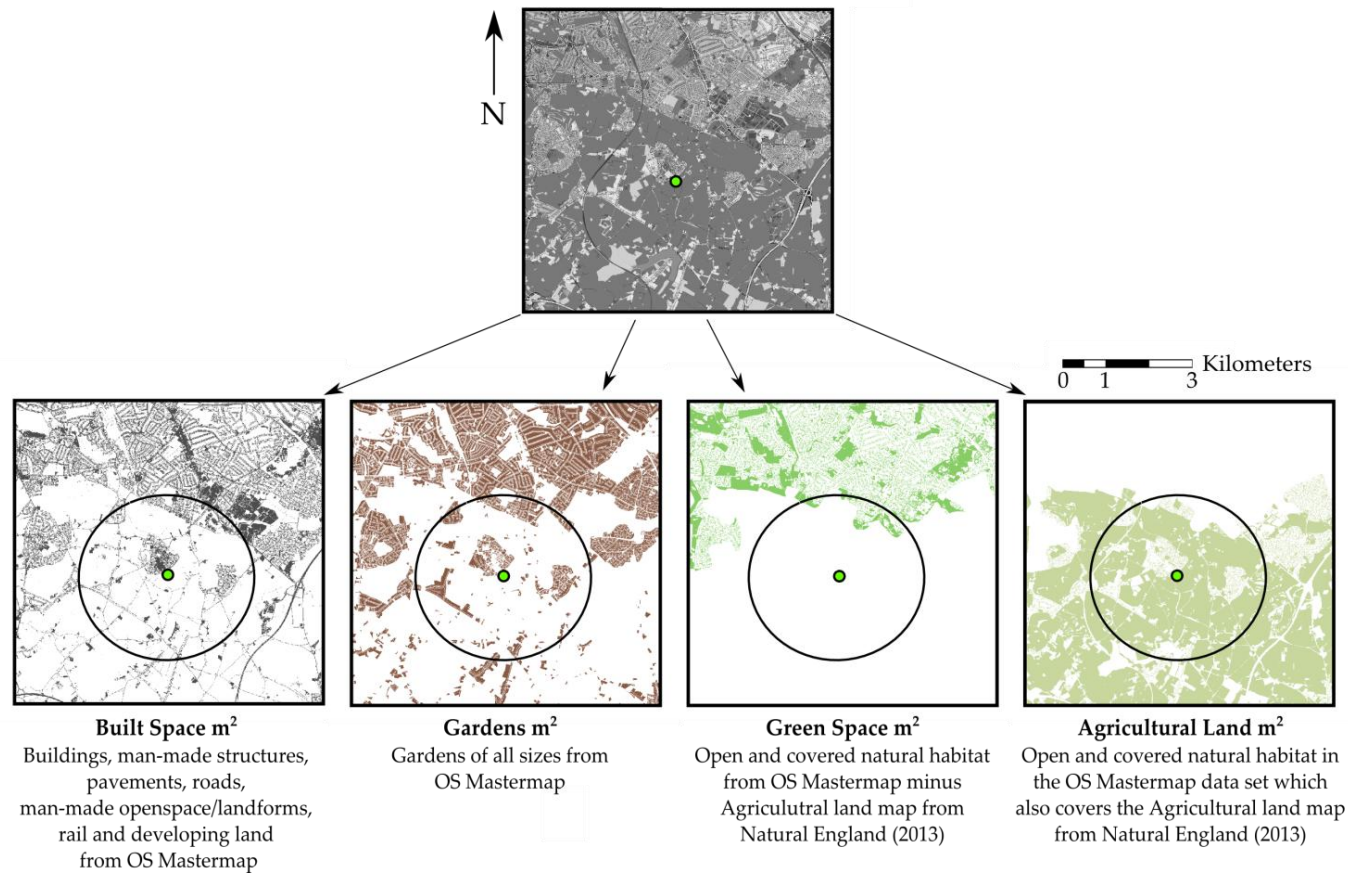 N
Kilometers
0 1 3
Built Space m²
Buildings, man-made structures,
pavements, roads,
man-made openspace/landforms,
rail and developing land
from OS Mastermap
Gardens m²
Gardens of all sizes from
OS Mastermap
Green Space m²
Open and covered natural habitat
from OS Mastermap minus
Agriculutral land map from
Natural England (2013)
Agricultural Land m²
Open and covered natural habitat in
the OS Mastermap data set which
also covers the Agricultural land map
from Natural England (2013)